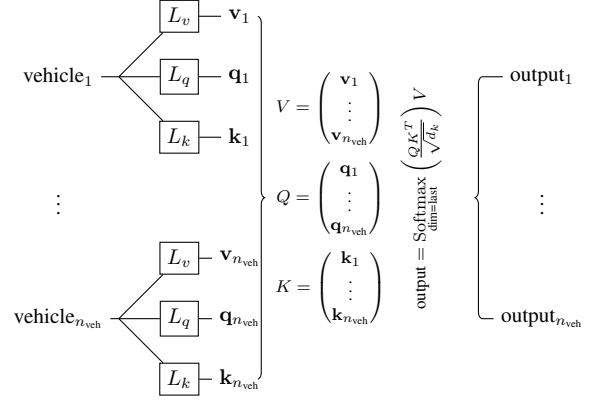 L_v v_1
vehicle_1 L_q q_1
L_k k_1
⋮
L_v v_{n_veh}
vehicle_{n_veh} L_q q_{n_veh}
L_k k_{n_veh}
V = ( v_1 ⋮ v_{n_veh} )
Q = ( q_1 ⋮ q_{n_veh} )
K = ( k_1 ⋮ k_{n_veh} )
output = Softmax_{dim=last} ( QK^T / √d_k ) V
output_1
⋮
output_{n_veh}